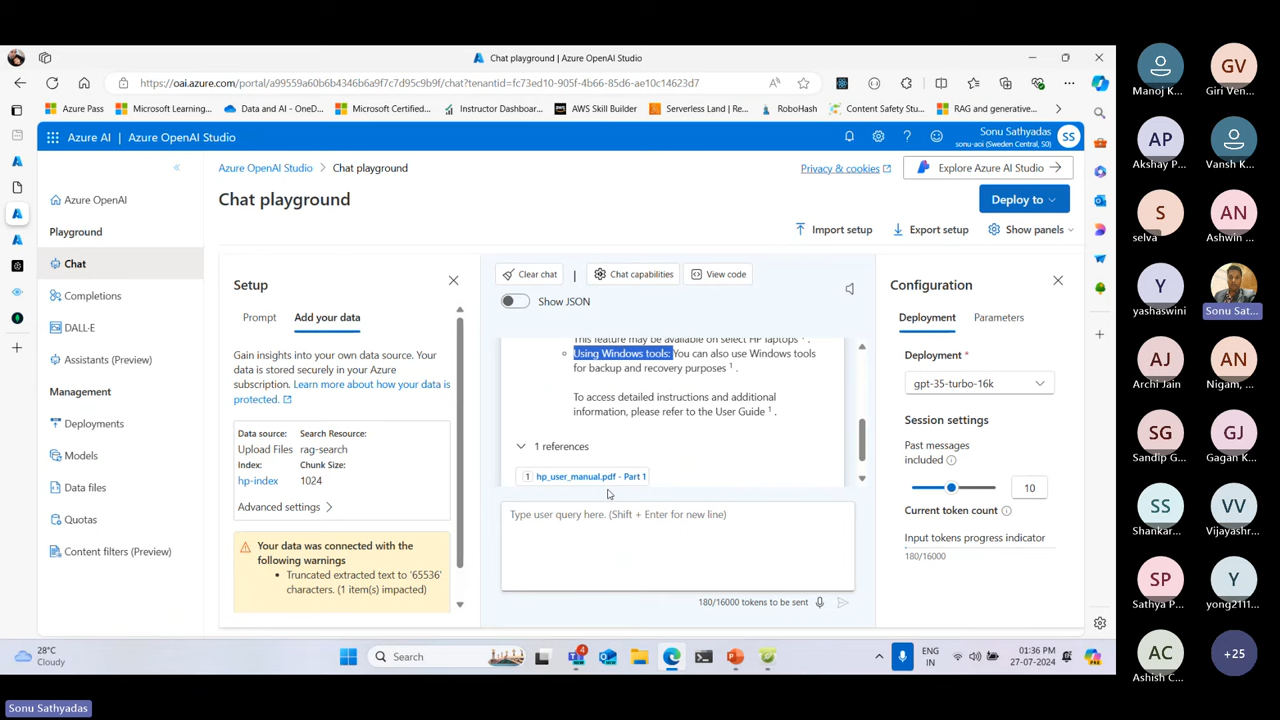 Chat playground | Azure OpenAI Studio
https://oai.azure.com/portal/a99559a60b6b4346b6a9f7c7d95c9b9f/chat?tenantid=fc73ed10-905f-4b66-85d6-ae10c14623d7
Azure Pass
Microsoft Learning...
Data and AI - OneD...
Microsoft Certified...
Instructor Dashboar...
AWS Skill Builder
Serverless Land | Re...
RoboHash
Content Safety Stu...
RAG and generative...
Azure AI | Azure OpenAI Studio
Sonu Sathyadas
sonu-aoi (Sweden Central, S0)
SS
Azure OpenAI Studio > Chat playground
Privacy & cookies
Explore Azure AI Studio
Azure OpenAI
Playground
Chat
Completions
DALL·E
Assistants (Preview)
Management
Deployments
Models
Data files
Quotas
Content filters (Preview)
Chat playground
Deploy to
Import setup
Export setup
Show panels
Setup
Prompt
Add your data
Gain insights into your own data source. Your
data is stored securely in your Azure
subscription. Learn more about how your data is
protected.
Data source:
Upload Files
Search Resource:
rag-search
Index:
hp-index
Chunk Size:
1024
Advanced settings
Your data was connected with the
following warnings
• Truncated extracted text to '65536'
characters. (1 item(s) impacted)
Clear chat
Chat capabilities
View code
Show JSON
This feature may be available on select HP laptops 1 .
Using Windows tools: You can also use Windows tools
for backup and recovery purposes 1 .
To access detailed instructions and additional
information, please refer to the User Guide 1 .
1 references
1 hp_user_manual.pdf - Part 1
Type user query here. (Shift + Enter for new line)
180/16000 tokens to be sent
Configuration
Deployment
Parameters
Deployment *
gpt-35-turbo-16k
Session settings
Past messages
included
10
Current token count
Input tokens progress indicator
180/16000
28°C
Cloudy
Search
4
ENG
IN
01:36 PM
27-07-2024
Manoj K...
GV
Giri Ven...
AP
Akshay P...
Vansh K...
S
selva
AN
Ashwin ...
Y
yashaswini
Sonu Sat...
AJ
Archi Jain
AN
Nigam, ...
SG
Sandip G...
GJ
Gagan K...
SS
Shankar...
VV
Vijayashr...
SP
Sathya P...
Y
yong2111...
AC
Ashish C...
+25
Sonu Sathyadas